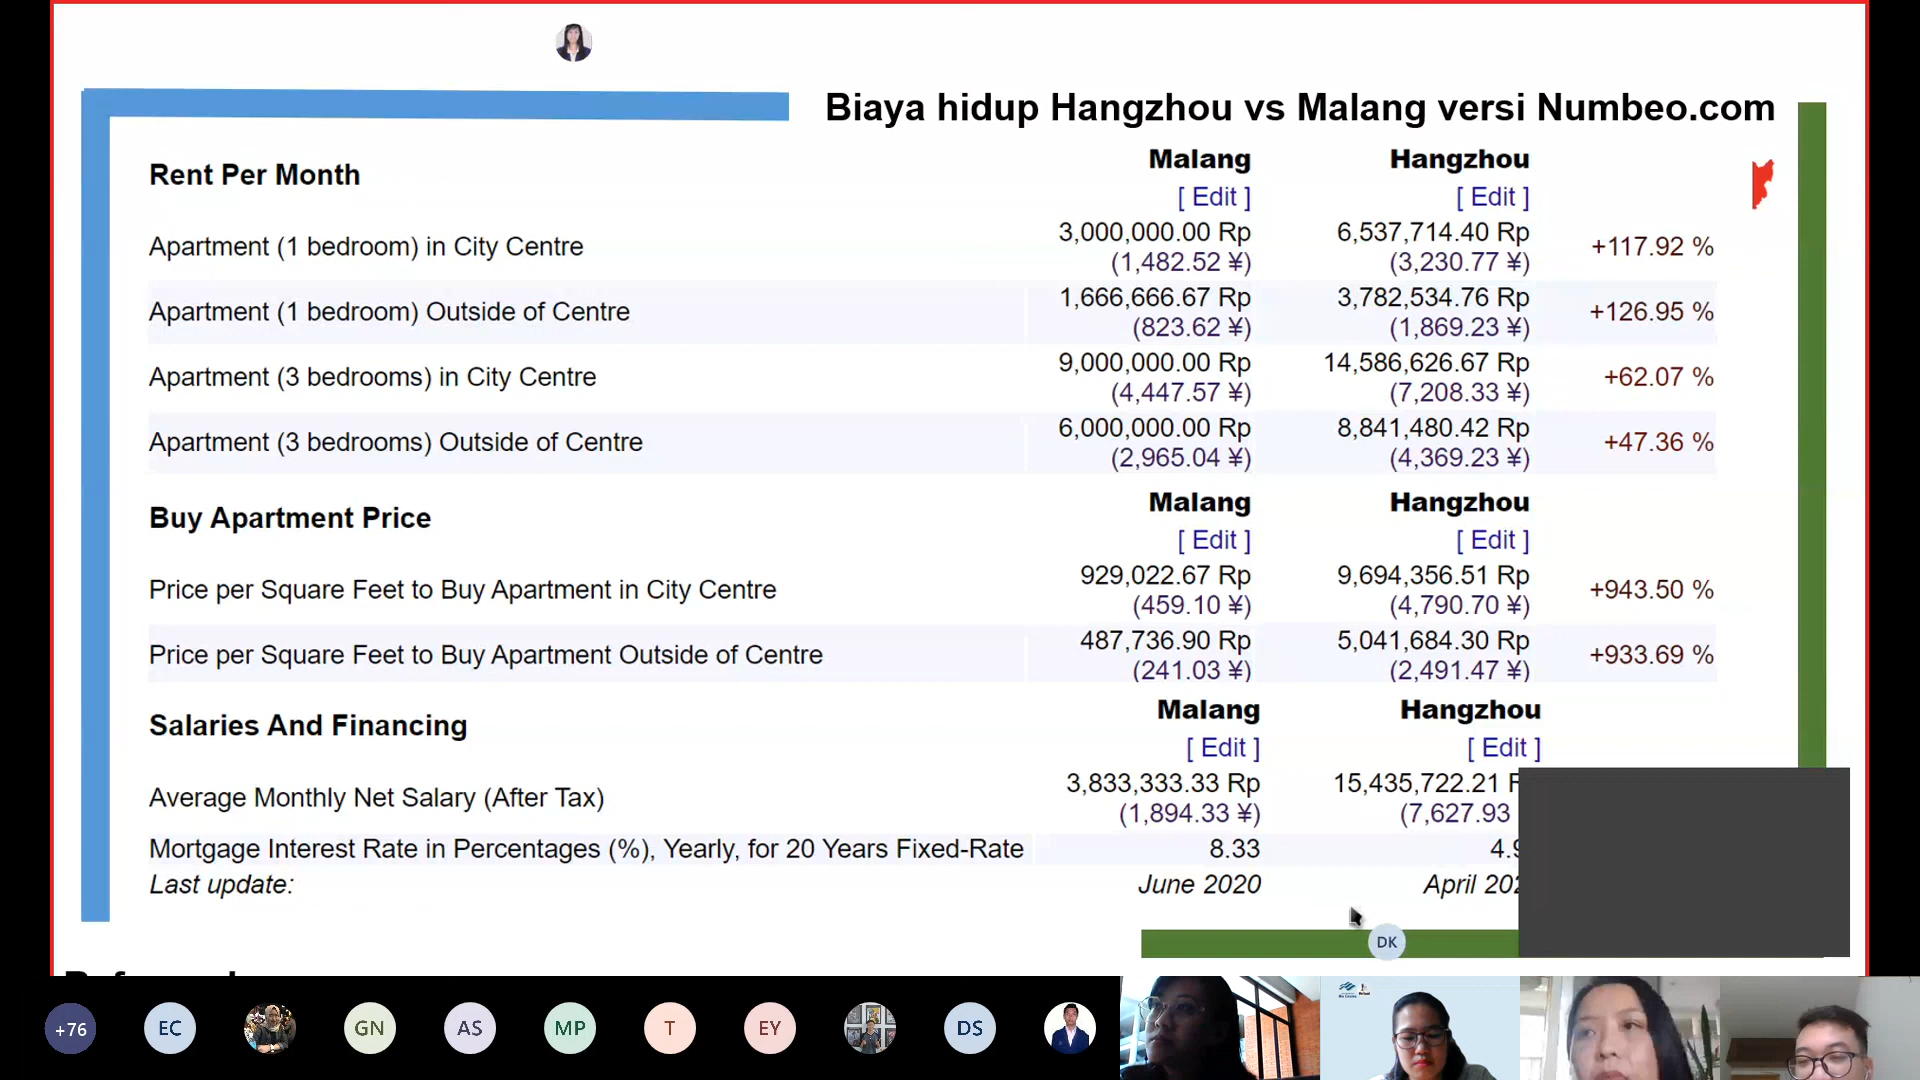 Biaya hidup Hangzhou vs Malang versi Numbeo.com
Rent Per Month Malang Hangzhou
[ Edit ] [ Edit ]
Apartment (1 bedroom) in City Centre 3,000,000.00 Rp 6,537,714.40 Rp +117.92 %
(1,482.52 ¥) (3,230.77 ¥)
Apartment (1 bedroom) Outside of Centre 1,666,666.67 Rp 3,782,534.76 Rp +126.95 %
(823.62 ¥) (1,869.23 ¥)
Apartment (3 bedrooms) in City Centre 9,000,000.00 Rp 14,586,626.67 Rp +62.07 %
(4,447.57 ¥) (7,208.33 ¥)
Apartment (3 bedrooms) Outside of Centre 6,000,000.00 Rp 8,841,480.42 Rp +47.36 %
(2,965.04 ¥) (4,369.23 ¥)
Buy Apartment Price Malang Hangzhou
[ Edit ] [ Edit ]
Price per Square Feet to Buy Apartment in City Centre 929,022.67 Rp 9,694,356.51 Rp +943.50 %
(459.10 ¥) (4,790.70 ¥)
Price per Square Feet to Buy Apartment Outside of Centre 487,736.90 Rp 5,041,684.30 Rp +933.69 %
(241.03 ¥) (2,491.47 ¥)
Salaries And Financing Malang Hangzhou
[ Edit ] [ Edit ]
Average Monthly Net Salary (After Tax) 3,833,333.33 Rp 15,435,722.21
(1,894.33 ¥) (7,627.93
Mortgage Interest Rate in Percentages (%), Yearly, for 20 Years Fixed-Rate 8.33
Last update: June 2020 April
DK
+76 EC GN AS MP T EY DS